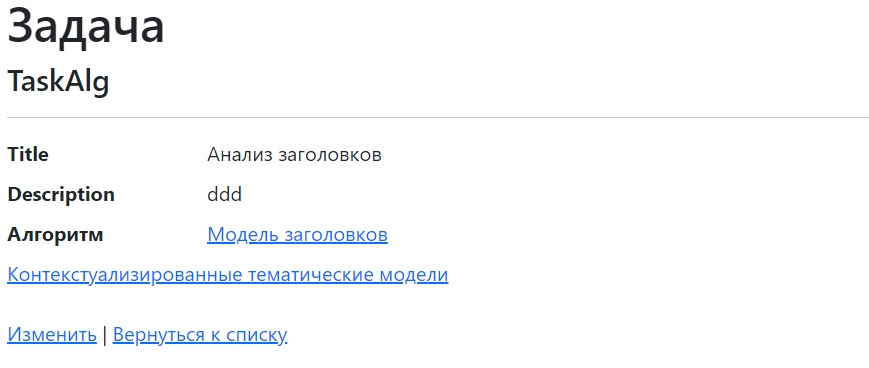 Задача
TaskAlg
Title Анализ заголовков
Description ddd
Алгоритм Модель заголовков
Контекстуализированные тематические модели
Изменить | Вернуться к списку